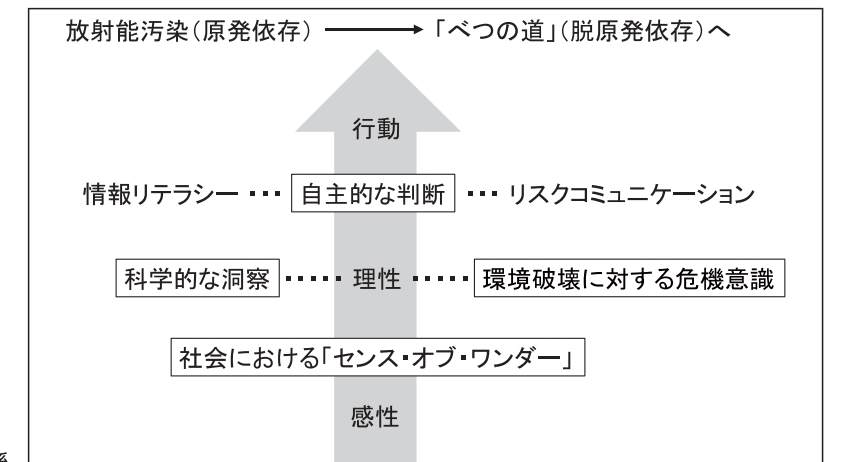 放射能汚染(原発依存) → 「べつの道」(脱原発依存)へ
行動
情報リテラシー ··· 自主的な判断 ··· リスクコミュニケーション
科学的な洞察 ····· 理性 ····· 環境破壊に対する危機意識
社会における「センス・オブ・ワンダー」
感性